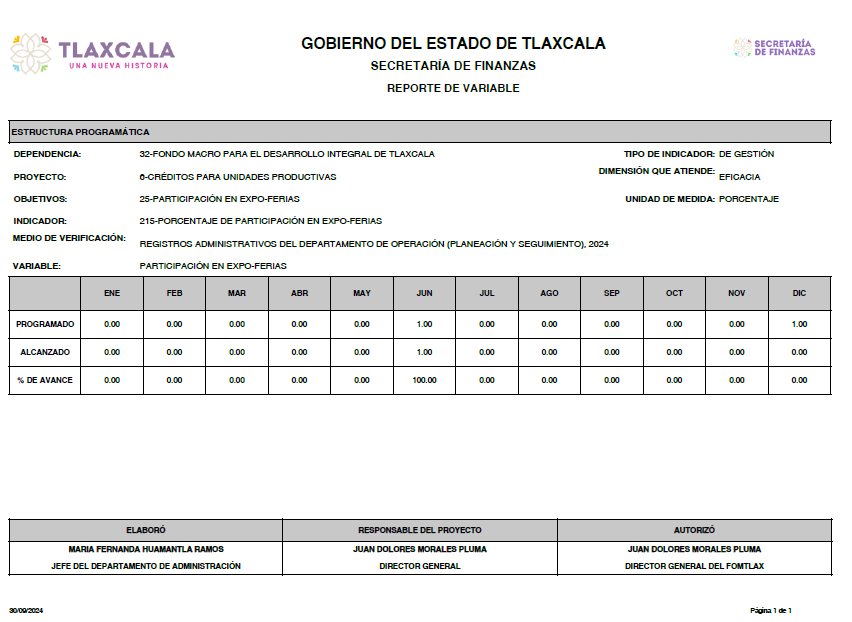 TLAXCALA
UNA NUEVA HISTORIA
GOBIERNO DEL ESTADO DE TLAXCALA
SECRETARÍA DE FINANZAS
REPORTE DE VARIABLE
SECRETARÍA
DE FINANZAS
ESTRUCTURA PROGRAMÁTICA
DEPENDENCIA: 32-FONDO MACRO PARA EL DESARROLLO INTEGRAL DE TLAXCALA TIPO DE INDICADOR: DE GESTIÓN
PROYECTO: 6-CRÉDITOS PARA UNIDADES PRODUCTIVAS DIMENSIÓN QUE ATIENDE: EFICACIA
OBJETIVOS: 25-PARTICIPACIÓN EN EXPO-FERIAS UNIDAD DE MEDIDA: PORCENTAJE
INDICADOR: 215-PORCENTAJE DE PARTICIPACIÓN EN EXPO-FERIAS
MEDIO DE VERIFICACIÓN: REGISTROS ADMINISTRATIVOS DEL DEPARTAMENTO DE OPERACIÓN (PLANEACIÓN Y SEGUIMIENTO), 2024
VARIABLE: PARTICIPACIÓN EN EXPO-FERIAS
ENE FEB MAR ABR MAY JUN JUL AGO SEP OCT NOV DIC
PROGRAMADO 0.00 0.00 0.00 0.00 0.00 1.00 0.00 0.00 0.00 0.00 0.00 1.00
ALCANZADO 0.00 0.00 0.00 0.00 0.00 1.00 0.00 0.00 0.00 0.00 0.00 0.00
% DE AVANCE 0.00 0.00 0.00 0.00 0.00 100.00 0.00 0.00 0.00 0.00 0.00 0.00
ELABORÓ RESPONSABLE DEL PROYECTO AUTORIZÓ
MARIA FERNANDA HUAMANTLA RAMOS JUAN DOLORES MORALES PLUMA JUAN DOLORES MORALES PLUMA
JEFE DEL DEPARTAMENTO DE ADMINISTRACIÓN DIRECTOR GENERAL DIRECTOR GENERAL DEL FOMTLAX
30/09/2024 Página 1 de 1